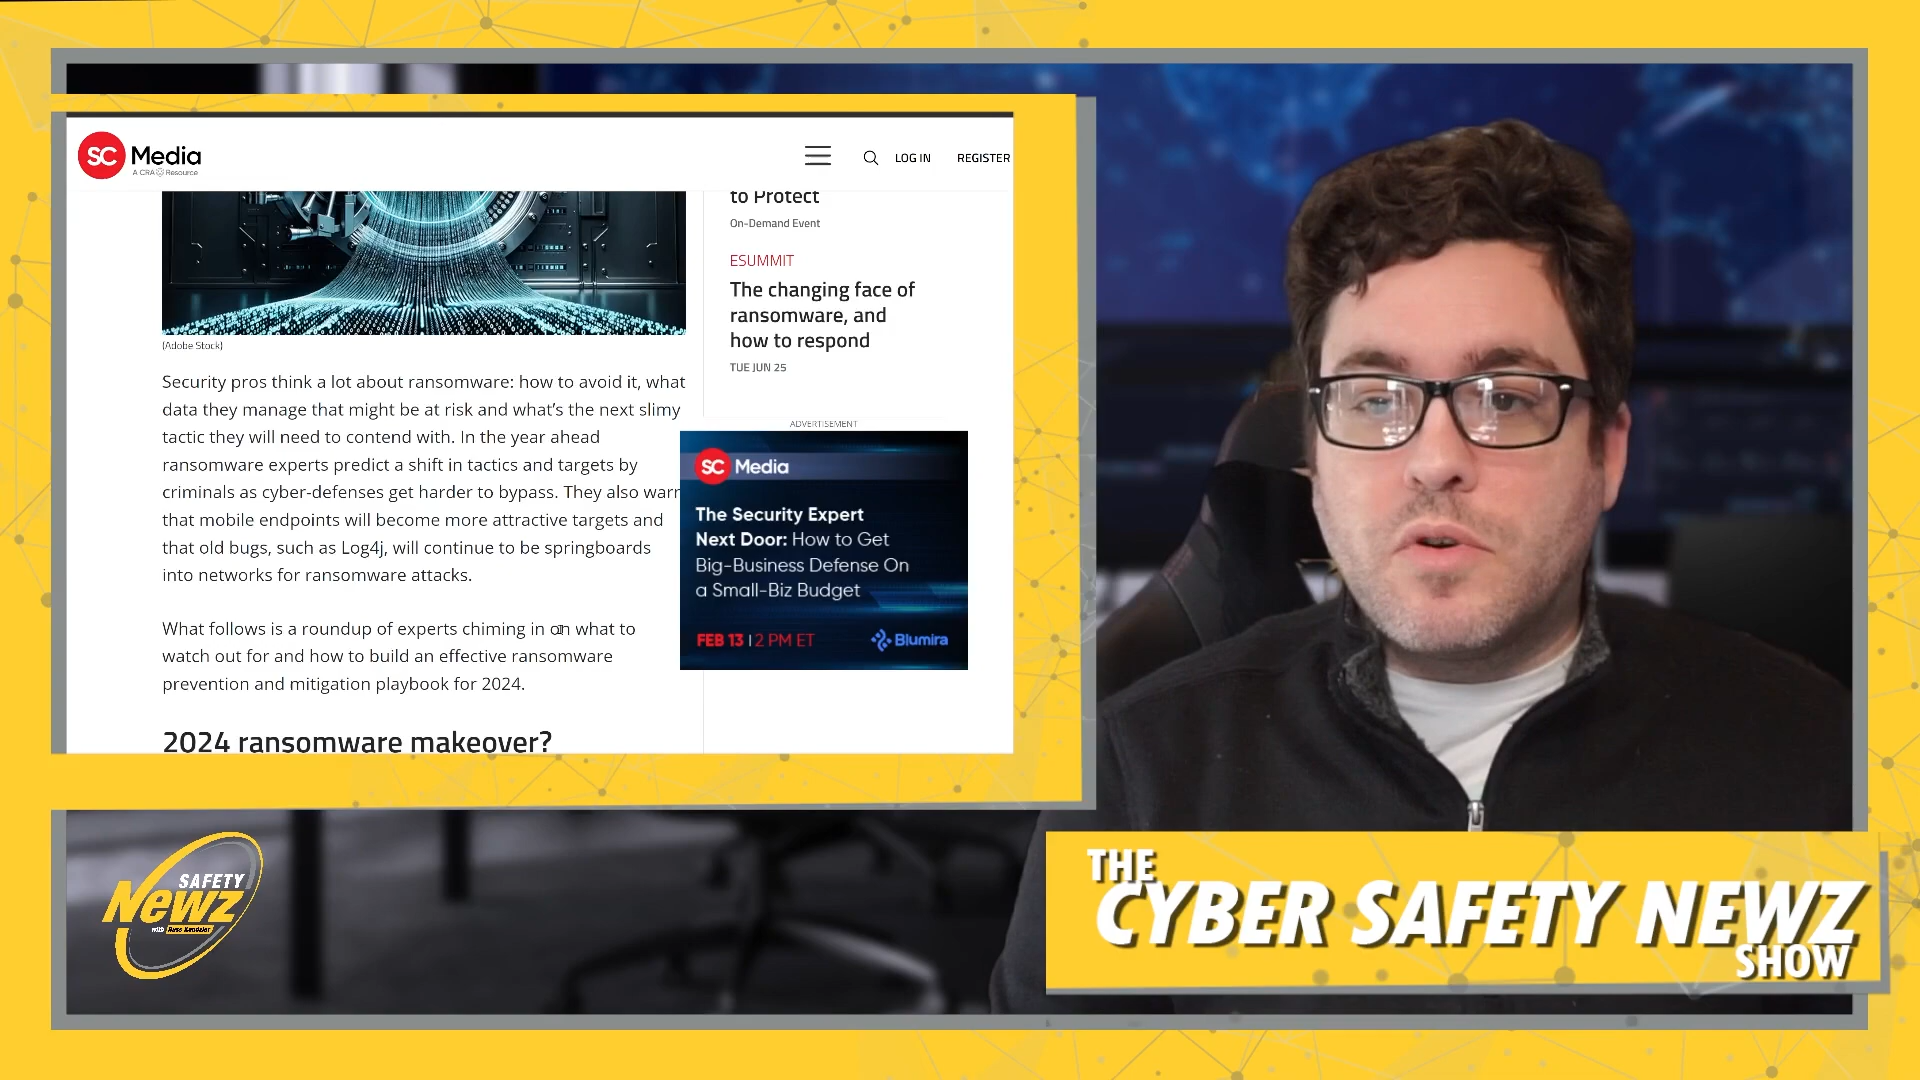 SC Media
A CRA Resource
LOG IN
REGISTER
(Adobe Stock)
Security pros think a lot about ransomware: how to avoid it, what
data they manage that might be at risk and what's the next slimy
tactic they will need to contend with. In the year ahead
ransomware experts predict a shift in tactics and targets by
criminals as cyber-defenses get harder to bypass. They also warn
that mobile endpoints will become more attractive targets and
that old bugs, such as Log4j, will continue to be springboards
into networks for ransomware attacks.
What follows is a roundup of experts chiming in on what to
watch out for and how to build an effective ransomware
prevention and mitigation playbook for 2024.
2024 ransomware makeover?
to Protect
On-Demand Event
ESUMMIT
The changing face of
ransomware, and
how to respond
TUE JUN 25
ADVERTISEMENT
SC Media
The Security Expert
Next Door: How to Get
Big-Business Defense On
a Small-Biz Budget
FEB 13 | 2 PM ET
Blumira
SAFETY
Newz
with
THE
CYBER SAFETY NEWZ
SHOW